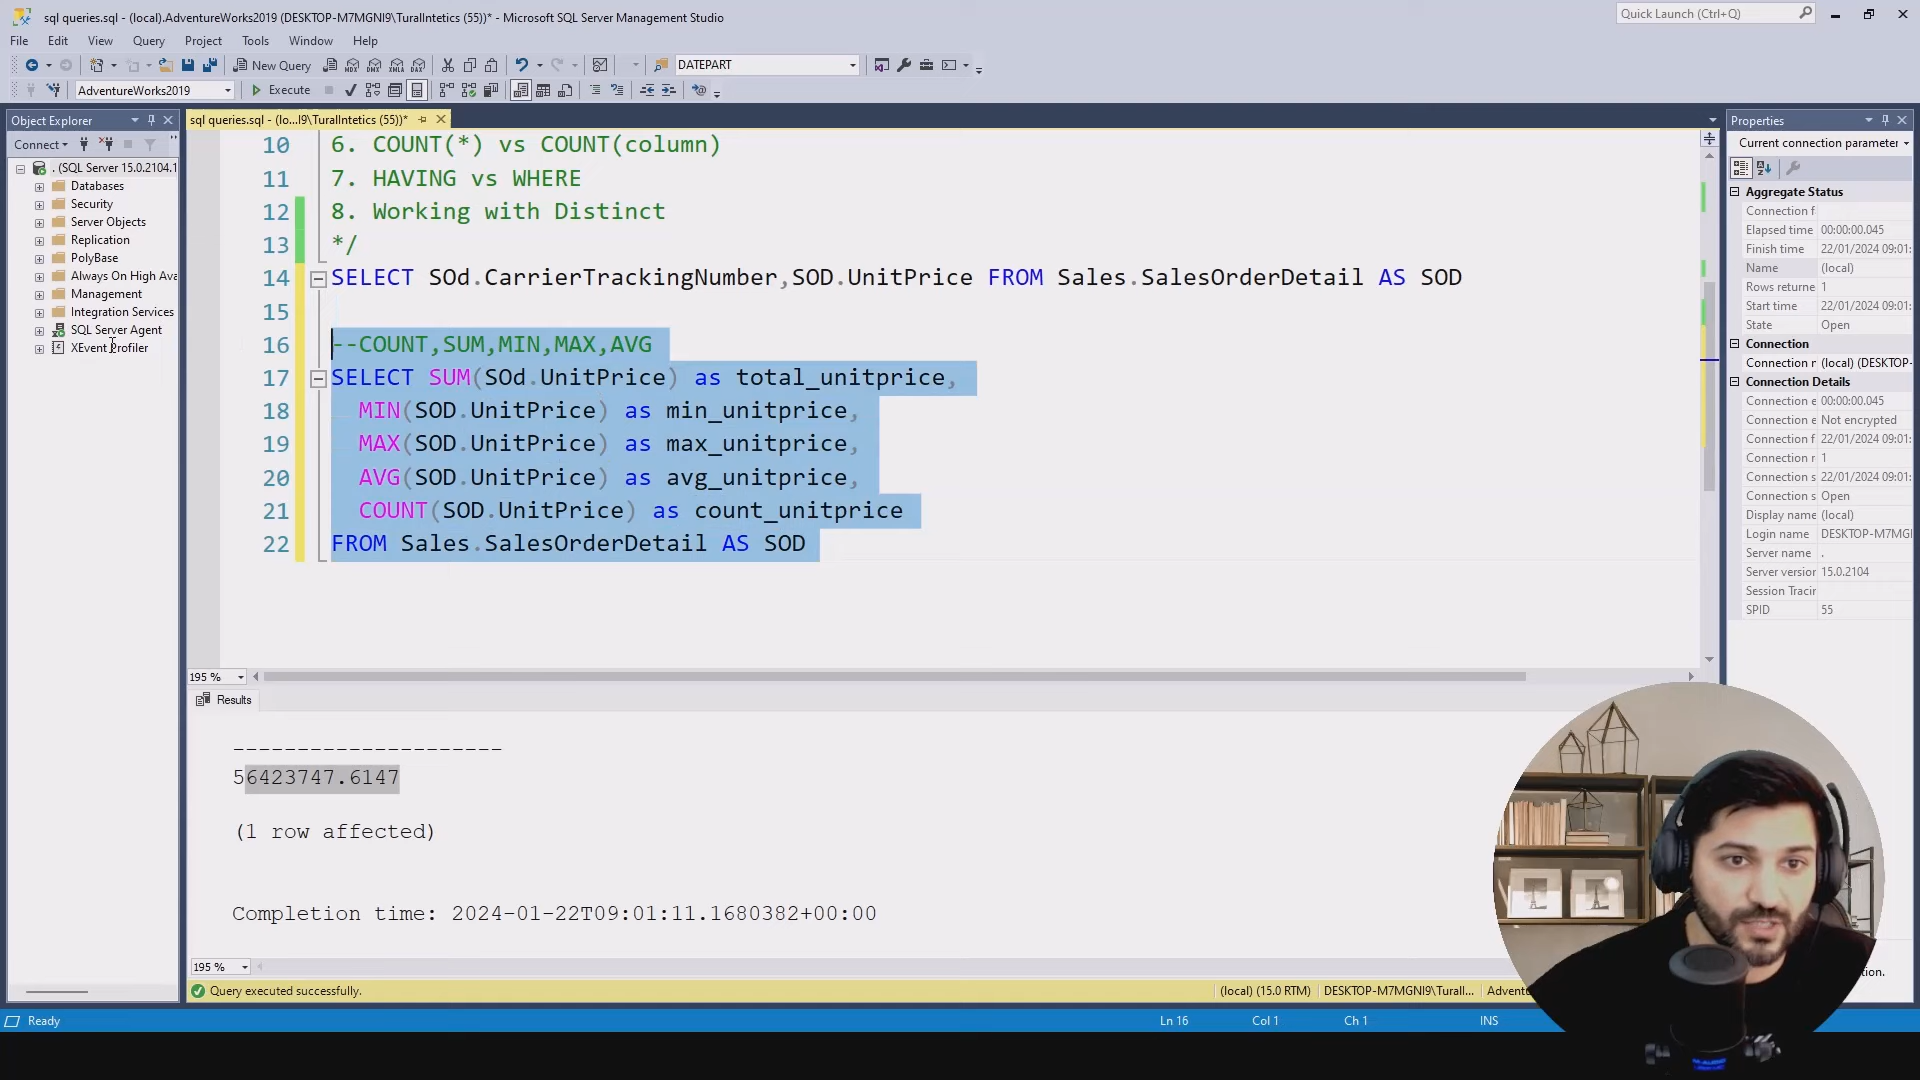 sql queries.sql - (local).AdventureWorks2019 (DESKTOP-M7MGNI9\TuralIntetics (55))* - Microsoft SQL Server Management Studio
Quick Launch (Ctrl+Q)
File Edit View Query Project Tools Window Help
New Query
DATEPART
AdventureWorks2019
Execute
Object Explorer
sql queries.sql - (lo...I9\TuralIntetics (55))*
Properties
Connect
Current connection parameter
. (SQL Server 15.0.2104.1
Databases
Security
Server Objects
Replication
PolyBase
Always On High Ava
Management
Integration Services
SQL Server Agent
XEvent Profiler
10 6. COUNT(*) vs COUNT(column)
11 7. HAVING vs WHERE
12 8. Working with Distinct
13 */
14 SELECT SOd.CarrierTrackingNumber,SOD.UnitPrice FROM Sales.SalesOrderDetail AS SOD
15
16 --COUNT,SUM,MIN,MAX,AVG
17 SELECT SUM(SOd.UnitPrice) as total_unitprice,
18 MIN(SOD.UnitPrice) as min_unitprice,
19 MAX(SOD.UnitPrice) as max_unitprice,
20 AVG(SOD.UnitPrice) as avg_unitprice,
21 COUNT(SOD.UnitPrice) as count_unitprice
22 FROM Sales.SalesOrderDetail AS SOD
195 %
Results
---------------------
56423747.6147
(1 row affected)
Completion time: 2024-01-22T09:01:11.1680382+00:00
195 %
Query executed successfully.
(local) (15.0 RTM)
DESKTOP-M7MGNI9\Turall...
Aggregate Status
Connection f
Elapsed time 00:00:00.045
Finish time 22/01/2024 09:01:
Name (local)
Rows returne 1
Start time 22/01/2024 09:01:
State Open
Connection
Connection r (local) (DESKTOP-
Connection Details
Connection e 00:00:00.045
Connection e Not encrypted
Connection f 22/01/2024 09:01:
Connection r 1
Connection s 22/01/2024 09:01:
Connection s Open
Display name (local)
Login name DESKTOP-M7MGI
Server name .
Server version 15.0.2104
Session Tracir
SPID 55
Ready
Ln 16
Col 1
Ch 1
INS